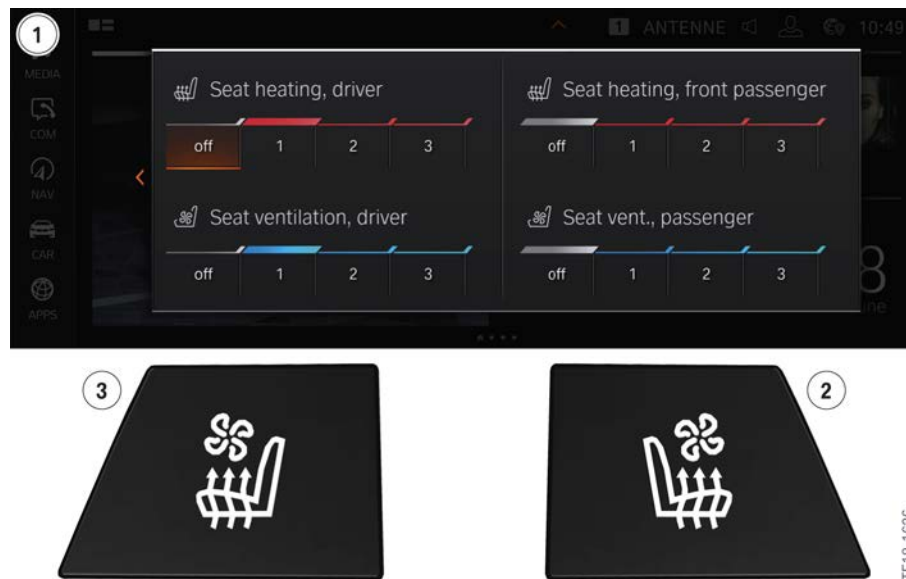 1
1 ANTENNE 10:49
MEDIA
COM
NAV
CAR
APPS
Seat heating, driver
off 1 2 3
Seat heating, front passenger
off 1 2 3
Seat ventilation, driver
off 1 2 3
Seat vent., passenger
off 1 2 3
8
3
2